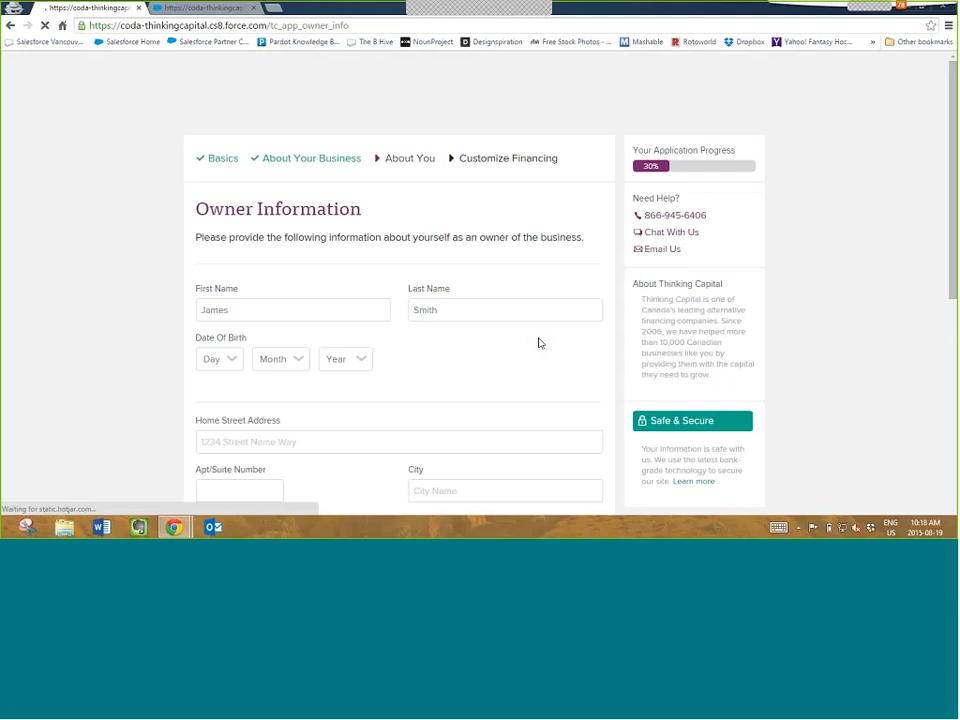 https://coda-thinkingcap
https://coda-thinkingcap
https://coda-thinkingcapital.cs8.force.com/tc_app_owner_info
Salesforce Vancouv... Salesforce Home Salesforce Partner C... Pardot Knowledge B... The B Hive NounProject Designspiration Free Stock Photos - ... Mashable Rotoworld Dropbox Yahoo! Fantasy Hoc... » Other bookmarks
Basics About Your Business About You Customize Financing
Owner Information
Please provide the following information about yourself as an owner of the business.
First Name Last Name
James Smith
Date Of Birth
Day Month Year
Home Street Address
1234 Street Name Way
Apt/Suite Number City
City Name
Your Application Progress
30%
Need Help?
866-945-6406
Chat With Us
Email Us
About Thinking Capital
Thinking Capital is one of
Canada's leading alternative
financing companies. Since
2006, we have helped more
than 10,000 Canadian
businesses like you by
providing them with the capital
they need to grow.
Safe & Secure
Your information is safe with
us. We use the latest bank-
grade technology to secure
our site. Learn more
Waiting for static.hotjar.com...
ENG 10:18 AM
US 2015-08-19